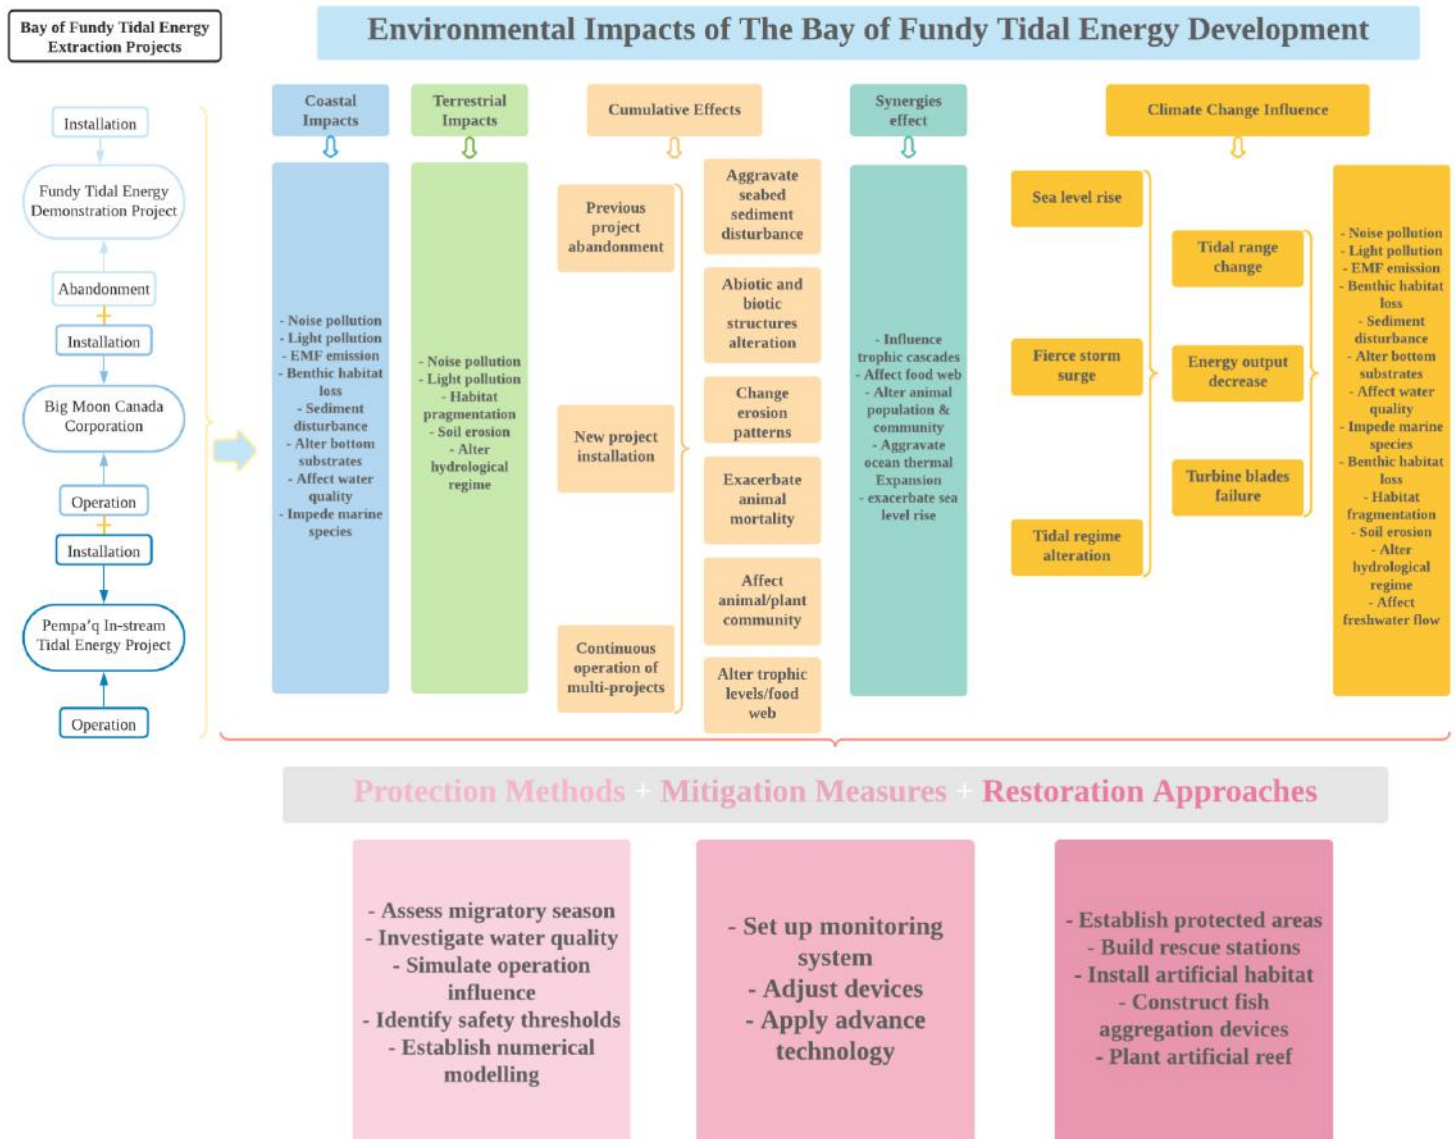 Bay of Fundy Tidal Energy
Extraction Projects
Environmental Impacts of The Bay of Fundy Tidal Energy Development
Installation
Fundy Tidal Energy
Demonstration Project
Abandonment
+
Installation
Big Moon Canada
Corporation
Operation
+
Installation
Pempa'q In-stream
Tidal Energy Project
Operation
Coastal
Impacts
- Noise pollution
- Light pollution
- EMF emission
- Benthic habitat
loss
- Sediment
disturbance
- Alter bottom
substrates
- Affect water
quality
- Impede marine
species
Terrestrial
Impacts
- Noise pollution
- Light pollution
- Habitat
pragmentation
- Soil erosion
- Alter
hydrological
regime
Cumulative Effects
Previous
project
abandonment
New project
installation
Continuous
operation of
multi-projects
Aggravate
seabed
sediment
disturbance
Abiotic and
biotic
structures
alteration
Change
erosion
patterns
Exacerbate
animal
mortality
Affect
animal/plant
community
Alter trophic
levels/food
web
Synergies
effect
- Influence
trophic cascades
- Affect food web
- Alter animal
population &
community
- Aggravate
ocean thermal
Expansion
- exacerbate sea
level rise
Climate Change Influence
Sea level rise
Fierce storm
surge
Tidal regime
alteration
Tidal range
change
Energy output
decrease
Turbine blades
failure
- Noise pollution
- Light pollution
- EMF emission
- Benthic habitat
loss
- Sediment
disturbance
- Alter bottom
substrates
- Affect water
quality
- Impede marine
species
- Benthic habitat
loss
- Habitat
fragmentation
- Soil erosion
- Alter
hydrological
regime
- Affect
freshwater flow
Protection Methods + Mitigation Measures + Restoration Approaches
- Assess migratory season
- Investigate water quality
- Simulate operation
influence
- Identify safety thresholds
- Establish numerical
modelling
- Set up monitoring
system
- Adjust devices
- Apply advance
technology
- Establish protected areas
- Build rescue stations
- Install artificial habitat
- Construct fish
aggregation devices
- Plant artificial reef